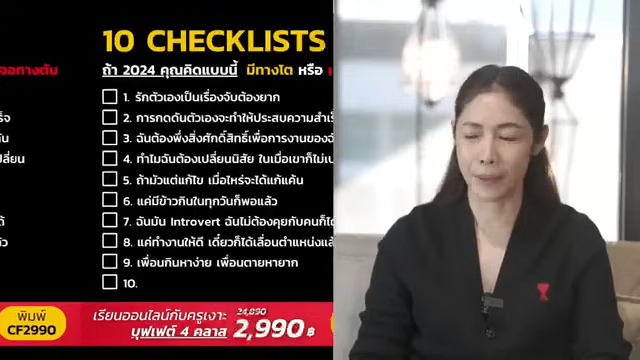 10 CHECKLISTS
จอทางตัน
ถ้า 2024 คุณคิดแบบนี้ มีทางโต หรือ
1. รักตัวเองเป็นเรื่องจับต้องยาก
2. การกดดันตัวเองจะทำให้ประสบความสำเร็
3. ฉันต้องพึ่งสิ่งศักดิ์สิทธิ์เพื่อการงานของฉั
4. ทำไมฉันต้องเปลี่ยนนิสัย ในเมื่อเขาก็ไม่เป
5. ถ้ามัวแต่แก้ไข เมื่อไหร่จะได้แก้แค้น
6. แค่มีข้าวกินในทุกวันก็พอแล้ว
7. ฉันมัน Introvert ฉันไม่ต้องคุยกับคนก็ได
8. แค่ทำงานให้ดี เดี๋ยวก็ได้เลื่อนตำแหน่งแล
9. เพื่อนกินหาง่าย เพื่อนตายหายาก
10.
พิมพ์
CF2990
เรียนออนไลน์กับครูเงาะ
บุฟเฟต์ 4 คลาส
24,890
2,990 ฿